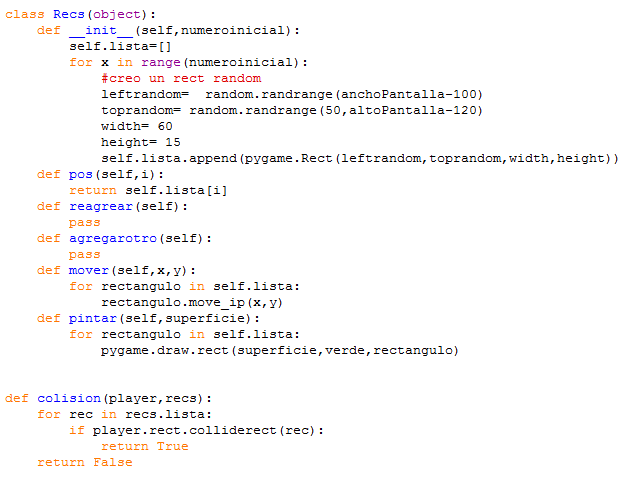 class Recs(object):
    def __init__(self,numeroinicial):
        self.lista=[]
        for x in range(numeroinicial):
            #creo un rect random
            leftrandom=  random.randrange(anchoPantalla-100)
            toprandom= random.randrange(50,altoPantalla-120)
            width= 60
            height= 15
            self.lista.append(pygame.Rect(leftrandom,toprandom,width,height))
    def pos(self,i):
        return self.lista[i]
    def reagrear(self):
        pass
    def agregarotro(self):
        pass
    def mover(self,x,y):
        for rectangulo in self.lista:
            rectangulo.move_ip(x,y)
    def pintar(self,superficie):
        for rectangulo in self.lista:
            pygame.draw.rect(superficie,verde,rectangulo)
def colision(player,recs):
    for rec in recs.lista:
        if player.rect.colliderect(rec):
            return True
    return False